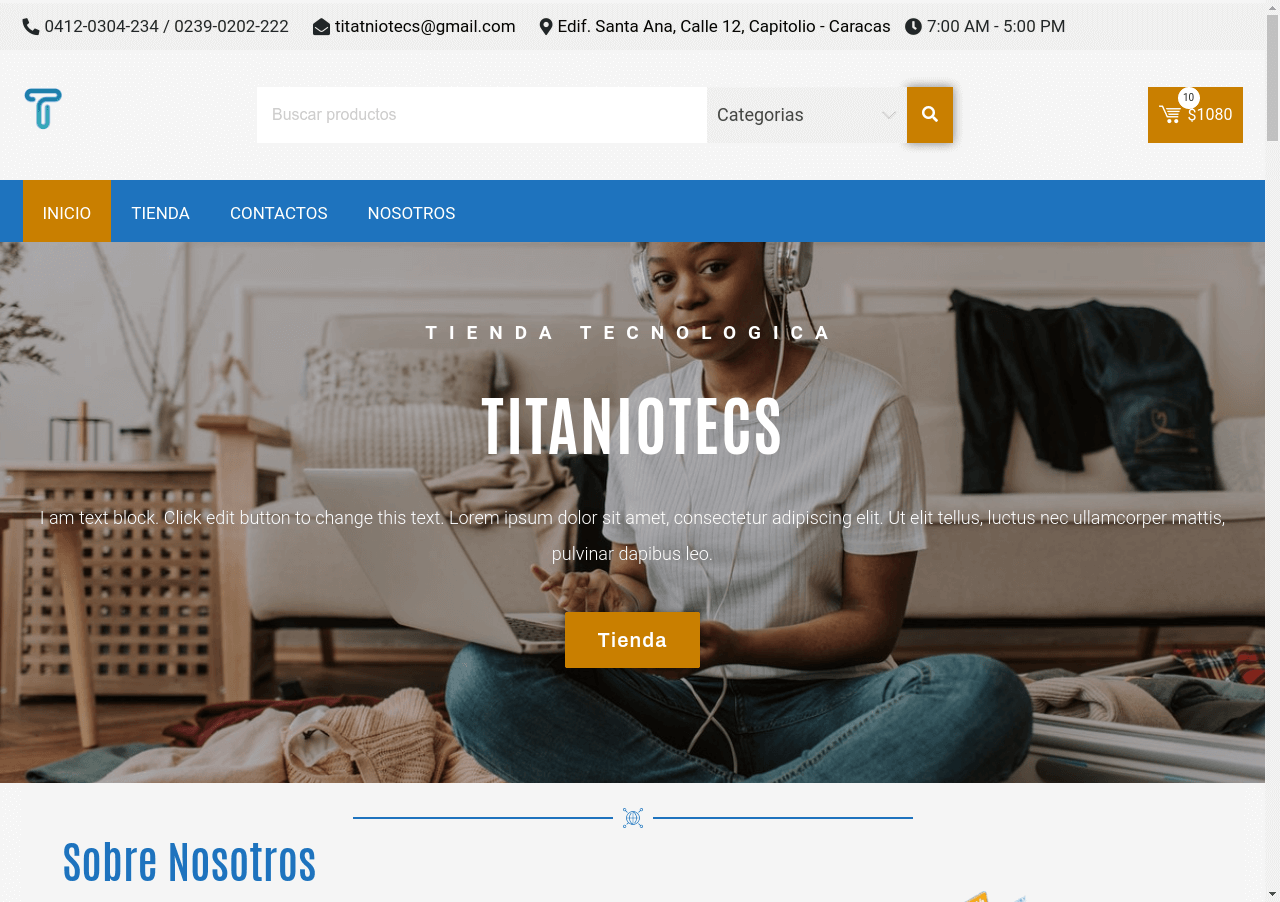 0412-0304-234 / 0239-0202-222 titatniotecs@gmail.com Edif. Santa Ana, Calle 12, Capitolio - Caracas 7:00 AM - 5:00 PM
Buscar productos Categorias 10 $1080
INICIO TIENDA CONTACTOS NOSOTROS
TIENDA TECNOLOGICA
TITANIOTECS
I am text block. Click edit button to change this text. Lorem ipsum dolor sit amet, consectetur adipiscing elit. Ut elit tellus, luctus nec ullamcorper mattis,
pulvinar dapibus leo.
Tienda
Sobre Nosotros